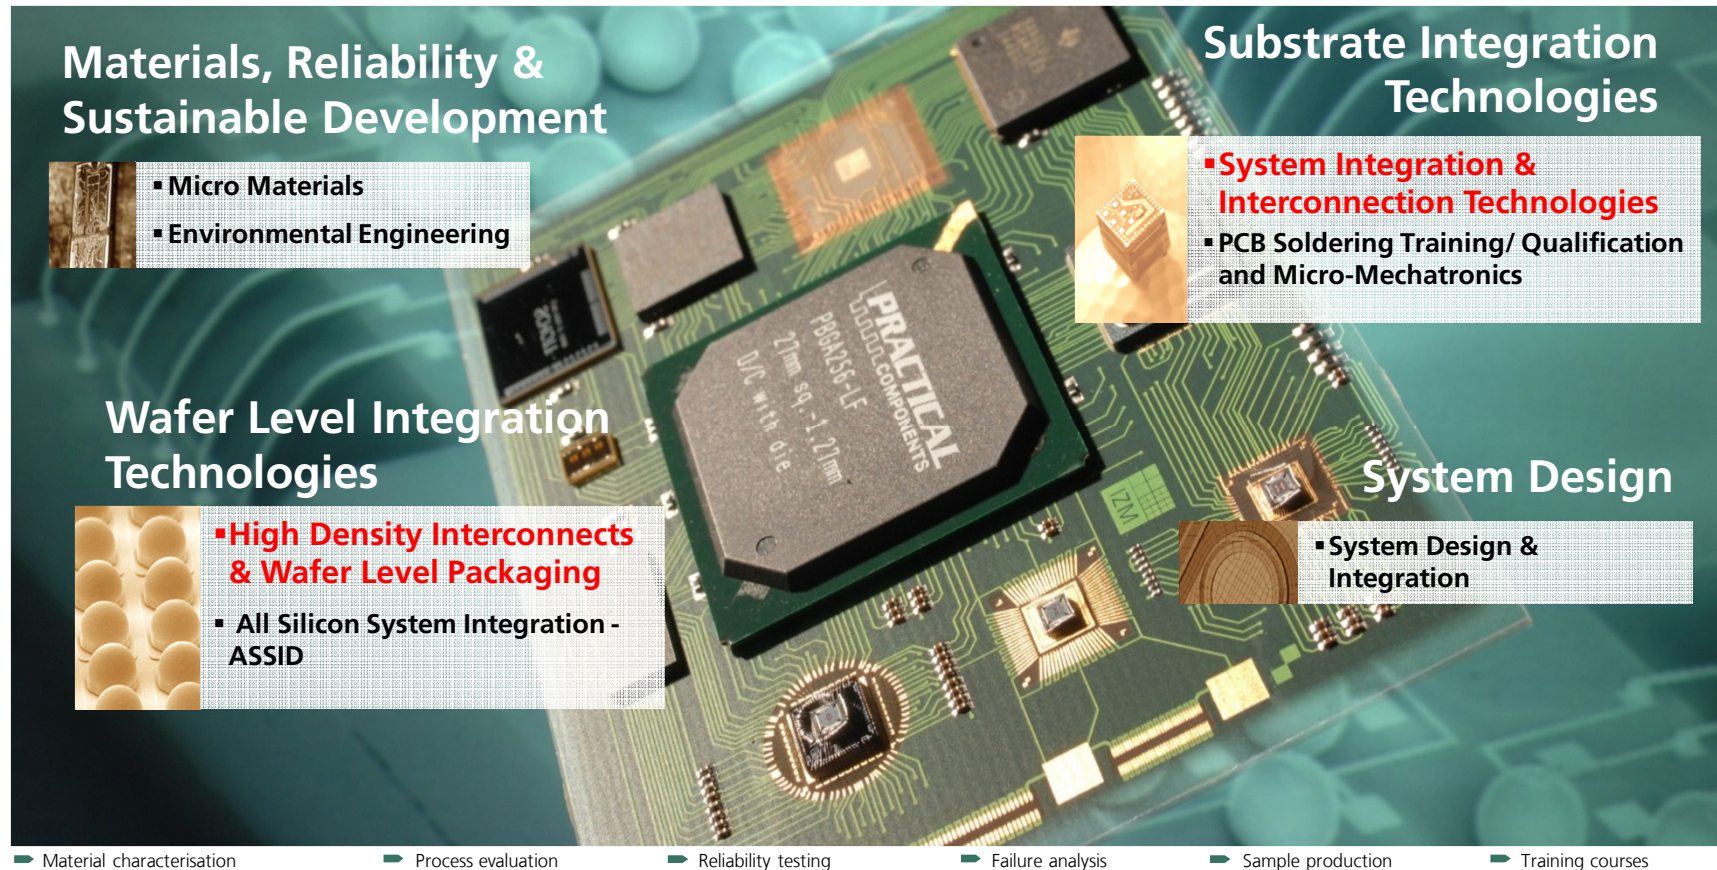 Materials, Reliability &
Sustainable Development
▪ Micro Materials
▪ Environmental Engineering
Substrate Integration
Technologies
▪ System Integration &
Interconnection Technologies
▪ PCB Soldering Training/ Qualification
and Micro-Mechatronics
PRACTICAL
COMPONENTS
PBGA256-LF
27mm sq.-1.27mm
D/C with die
Wafer Level Integration
Technologies
▪ High Density Interconnects
& Wafer Level Packaging
▪ All Silicon System Integration -
ASSID
IZM
System Design
▪ System Design &
Integration
Material characterisation
Process evaluation
Reliability testing
Failure analysis
Sample production
Training courses